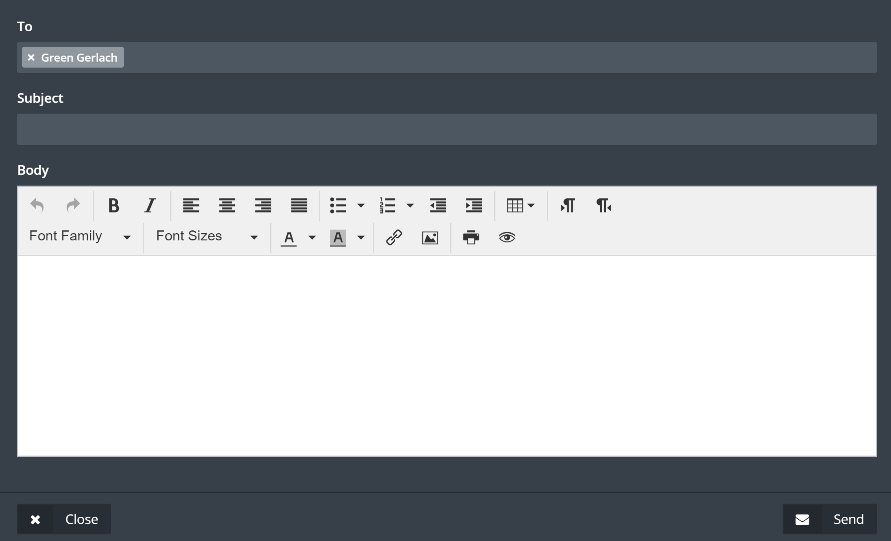 To
× Green Gerlach
Subject
Body
B I
Font Family Font Sizes A A
Close Send